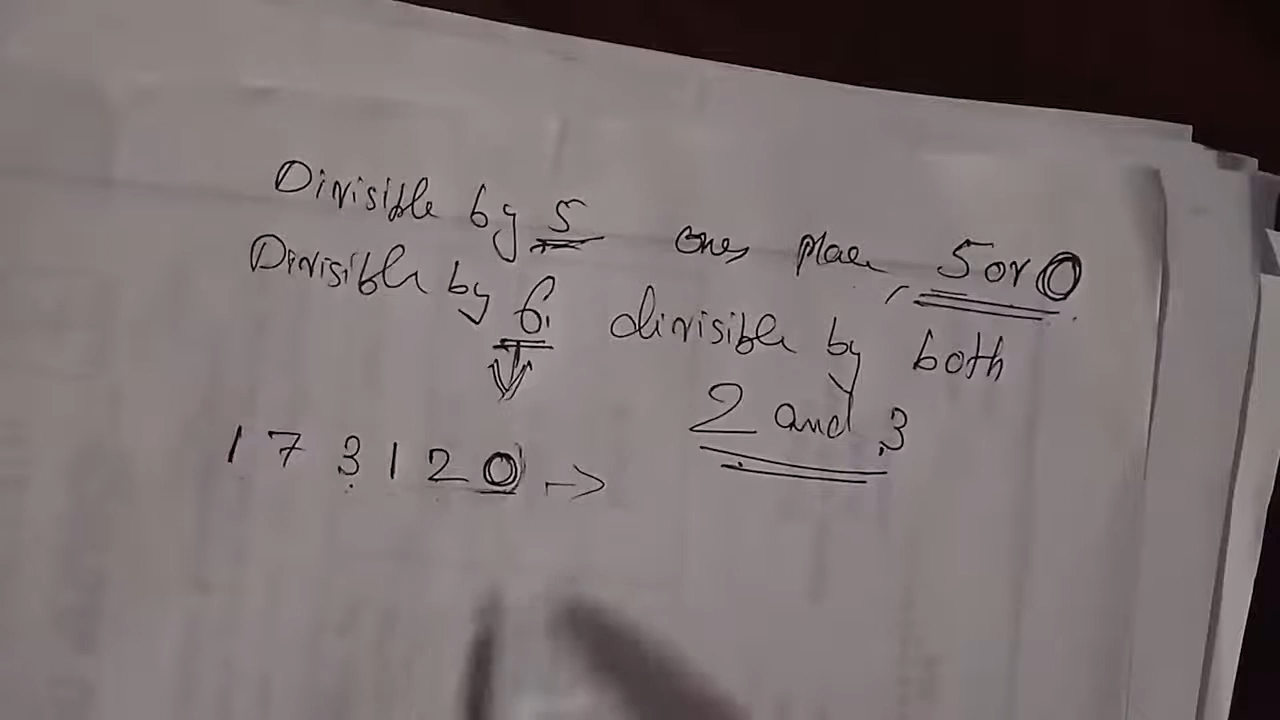 Divisible by 5 ones place, 5 or 0
Divisible by 6, divisible by both
2 and 3
173120 ->